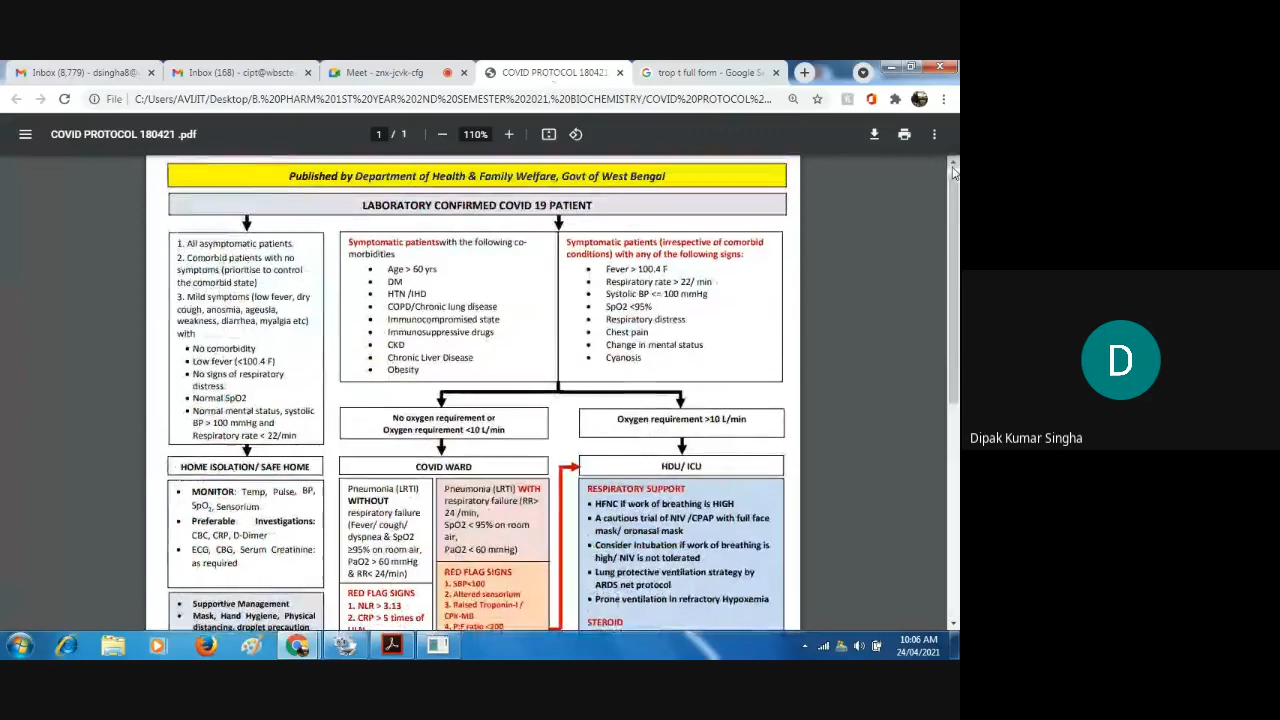 Inbox (8,779) - dsingha8@
Inbox (189) - cipt@wbscte
Meet - znx-jcvk-cfg
COVID PROTOCOL 180421
trop t full form - Google Se
File
C:/Users/AVIJIT/Desktop/B.%20PHARM%201ST%20YEAR%202ND%20SEMESTER%202021,%20BIOCHEMISTRY/COVID%20PROTOCOL%2...
COVID PROTOCOL 180421 .pdf
1 / 1
110%
Published by Department of Health & Family Welfare, Govt of West Bengal
LABORATORY CONFIRMED COVID 19 PATIENT
1. All asymptomatic patients.
2. Comorbid patients with no
symptoms (prioritise to control
the comorbid state)
3. Mild symptoms (low fever, dry
cough, anosmia, ageusia,
weakness, diarrhea, myalgia etc)
with
• No comorbidity
• Low fever (<100.4 F)
• No signs of respiratory
distress.
• Normal SpO2
• Normal mental status, systolic
BP > 100 mmHg and
Respiratory rate < 22/min
Symptomatic patientswith the following co-
morbidities
• Age > 60 yrs
• DM
• HTN /IHD
• COPD/Chronic lung disease
• Immunocompromised state
• Immunosuppressive drugs
• CKD
• Chronic Liver Disease
• Obesity
Symptomatic patients (irrespective of comorbid
conditions) with any of the following signs:
• Fever > 100.4 F
• Respiratory rate > 22/ min
• Systolic BP <= 100 mmHg
• SpO2 <95%
• Respiratory distress
• Chest pain
• Change in mental status
• Cyanosis
No oxygen requirement or
Oxygen requirement <10 L/min
Oxygen requirement >10 L/min
HOME ISOLATION/ SAFE HOME
COVID WARD
HDU/ ICU
• MONITOR: Temp, Pulse, BP,
SpO2, Sensorium
• Preferable Investigations:
CBC, CRP, D-Dimer
• ECG, CBG, Serum Creatinine:
as required
• Supportive Management
• Mask, Hand Hygiene, Physical
distancing, droplet precaution
Pneumonia (LRTI)
WITHOUT
respiratory failure
(Fever/ cough/
dyspnea & SpO2
≥95% on room air,
PaO2 > 60 mmHg
& RR< 24/min)
RED FLAG SIGNS
1. NLR > 3.13
2. CRP > 5 times of
ULN
Pneumonia (LRTI) WITH
respiratory failure (RR>
24 /min,
SpO2 < 95% on room
air,
PaO2 < 60 mmHg)
RED FLAG SIGNS
1. SBP<100
2. Altered sensorium
3. Raised Troponin-I /
CPK-MB
4. P:F ratio <200
RESPIRATORY SUPPORT
• HFNC if work of breathing is HIGH
• A cautious trial of NIV /CPAP with full face
mask/ oronasal mask
• Consider Intubation if work of breathing is
high/ NIV is not tolerated
• Lung protective ventilation strategy by
ARDS net protocol
• Prone ventilation in refractory Hypoxemia
STEROID
10:06 AM
24/04/2021
D
Dipak Kumar Singha